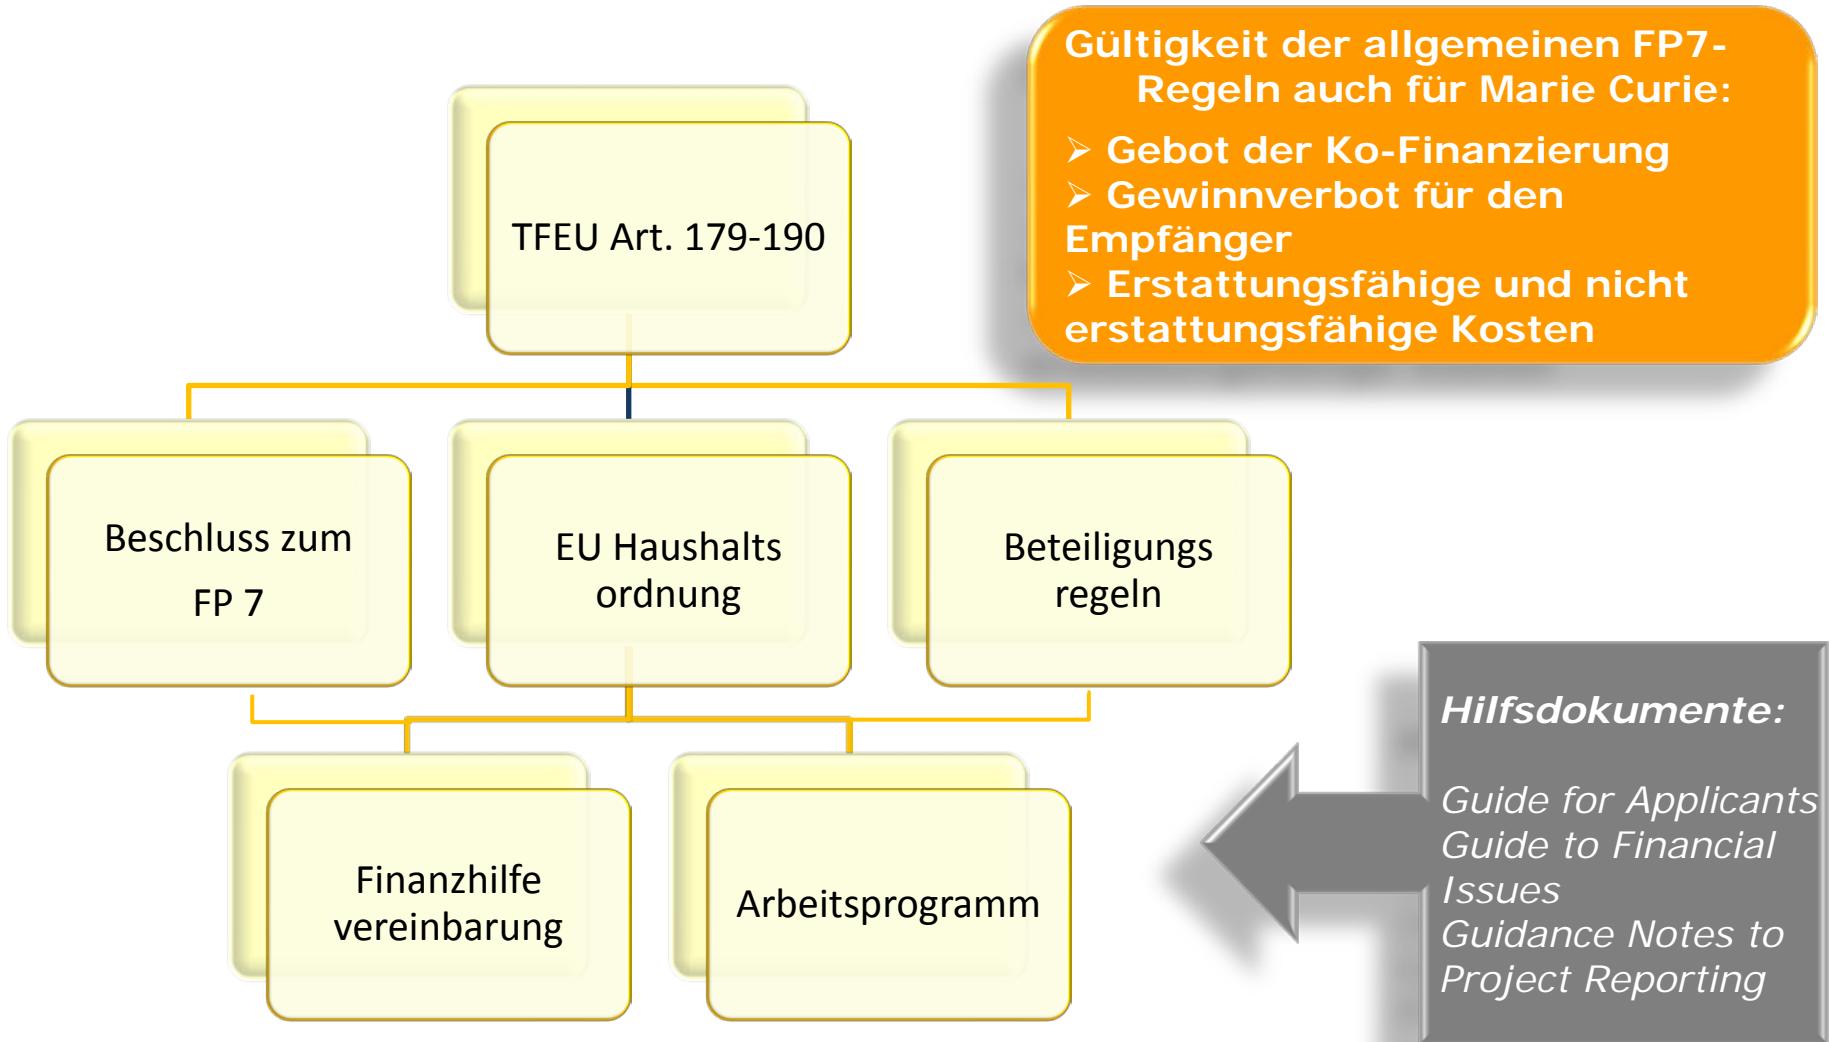 Gültigkeit der allgemeinen FP7-
Regeln auch für Marie Curie:
➢ Gebot der Ko-Finanzierung
➢ Gewinnverbot für den
Empfänger
➢ Erstattungsfähige und nicht
erstattungsfähige Kosten
TFEU Art. 179-190
Beschluss zum
FP 7
EU Haushalts
ordnung
Beteiligungs
regeln
Finanzhilfe
vereinbarung
Arbeitsprogramm
Hilfsdokumente:
Guide for Applicants
Guide to Financial
Issues
Guidance Notes to
Project Reporting